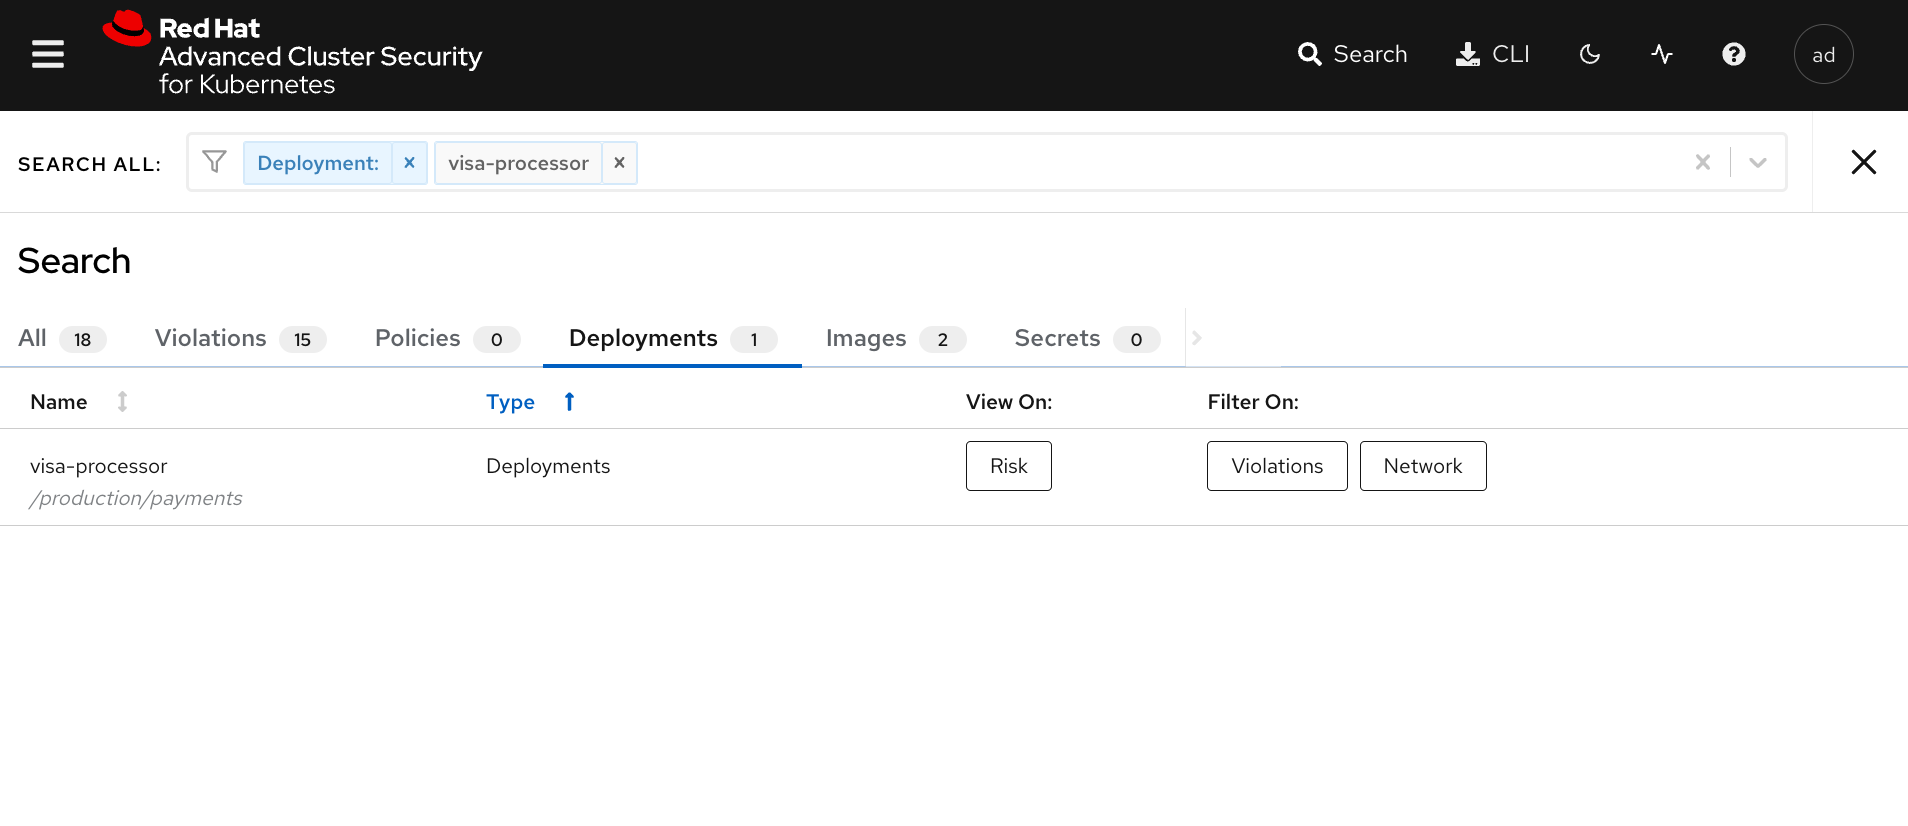 Red Hat
Advanced Cluster Security
for Kubernetes
Search
CLI
ad
SEARCH ALL:
Deployment:
visa-processor
Search
All 18
Violations 15
Policies 0
Deployments 1
Images 2
Secrets 0
Name
Type
View On:
Filter On:
visa-processor
Deployments
Risk
Violations
Network
/production/payments